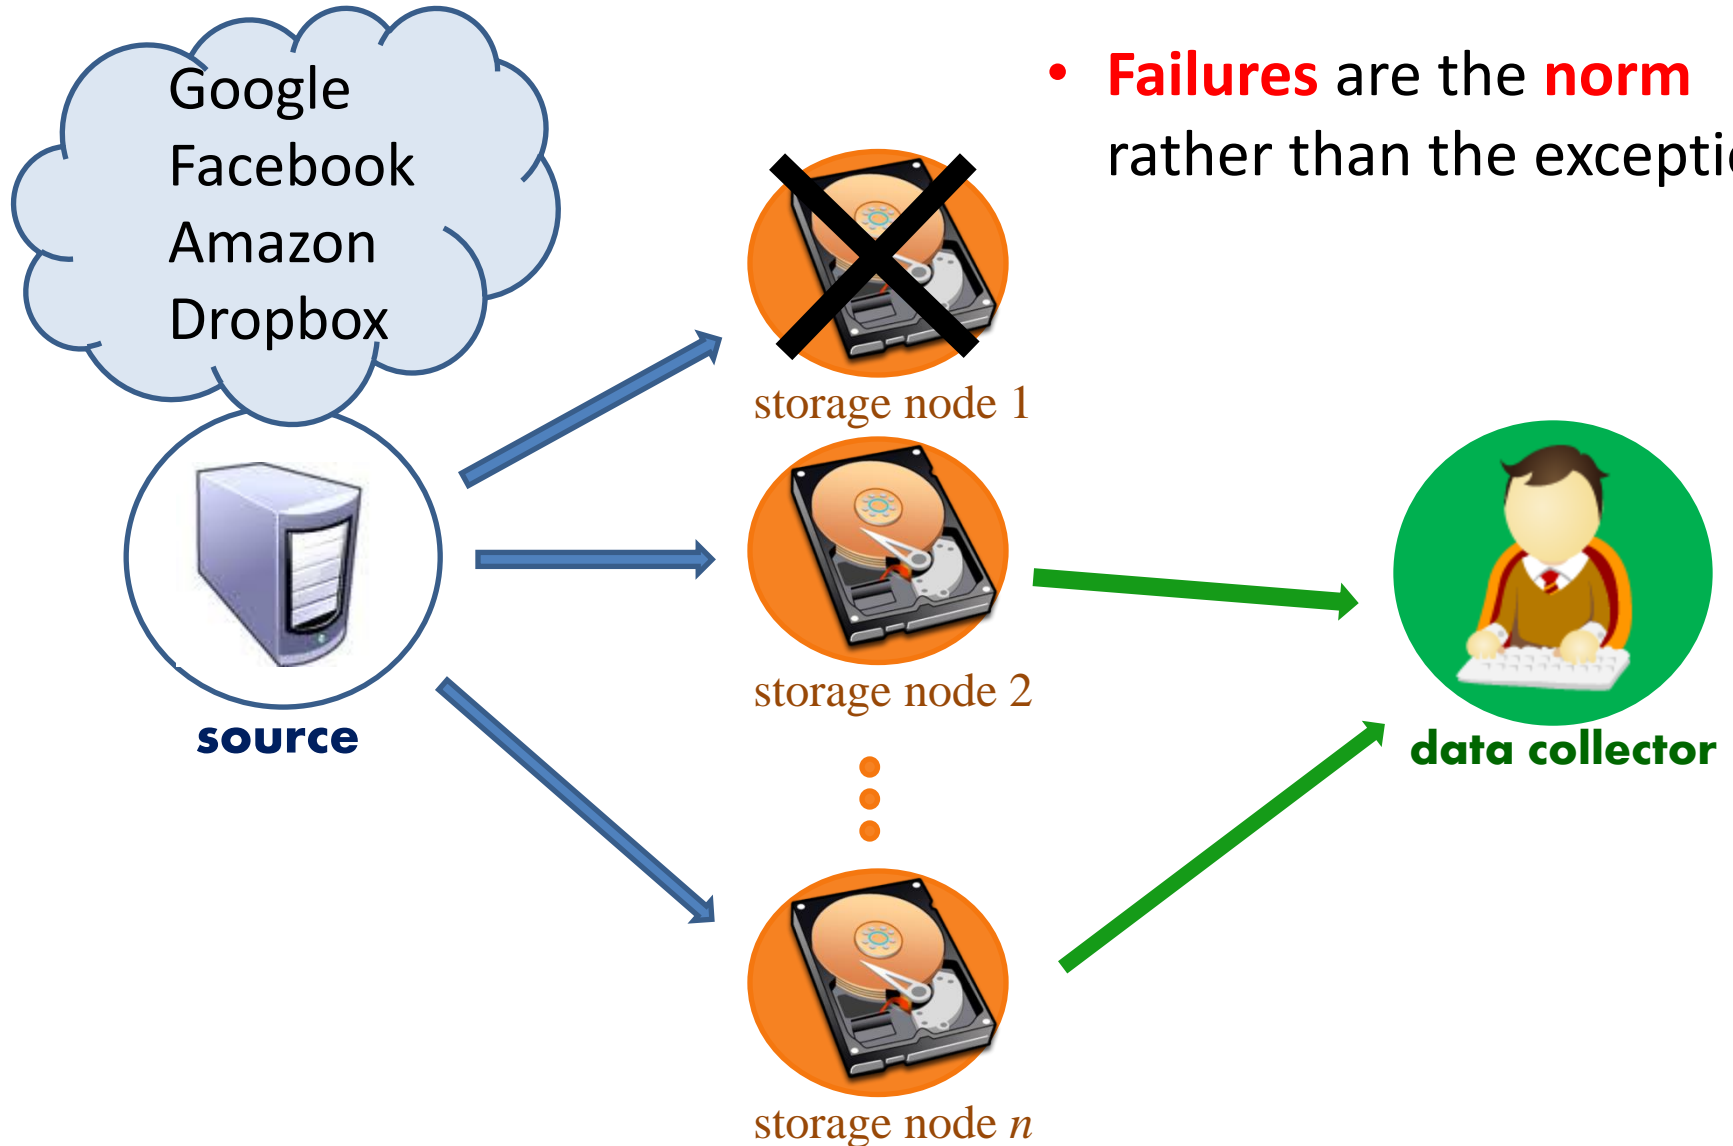 Google
Facebook
Amazon
Dropbox
• Failures are the norm
rather than the
storage node 1
storage node 2
source
data collector
storage node n